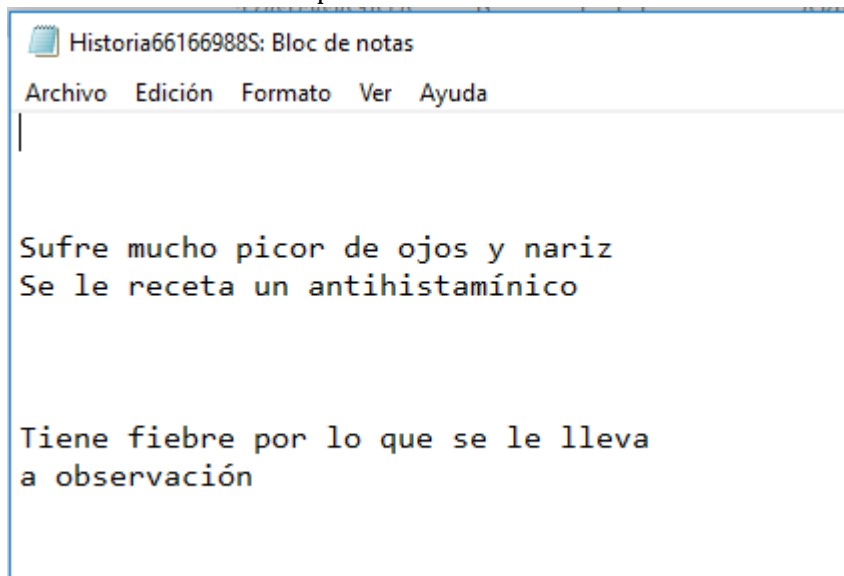 Historia66166988S: Bloc de notas
Archivo Edición Formato Ver Ayuda
Sufre mucho picor de ojos y nariz
Se le receta un antihistamínico
Tiene fiebre por lo que se le lleva
a observación